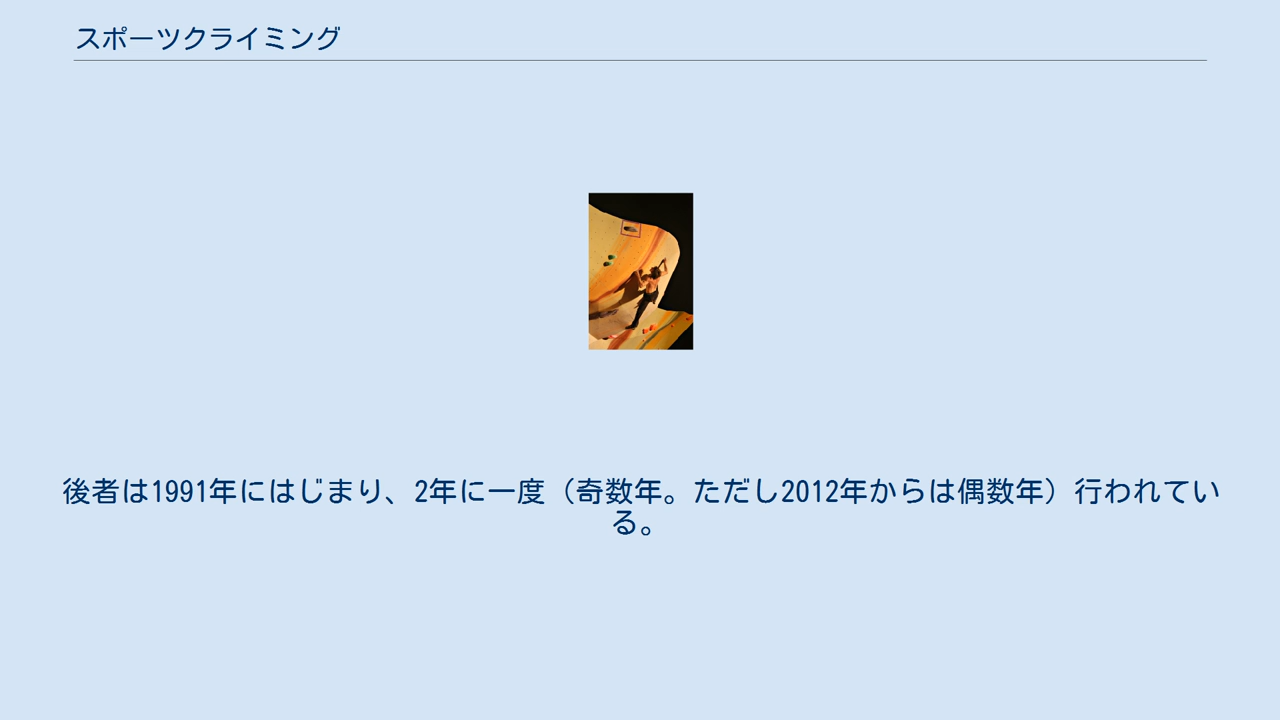 スポーツクライミング
後者は1991年にはじまり、2年に一度（奇数年。ただし2012年からは偶数年）行われてい
る。